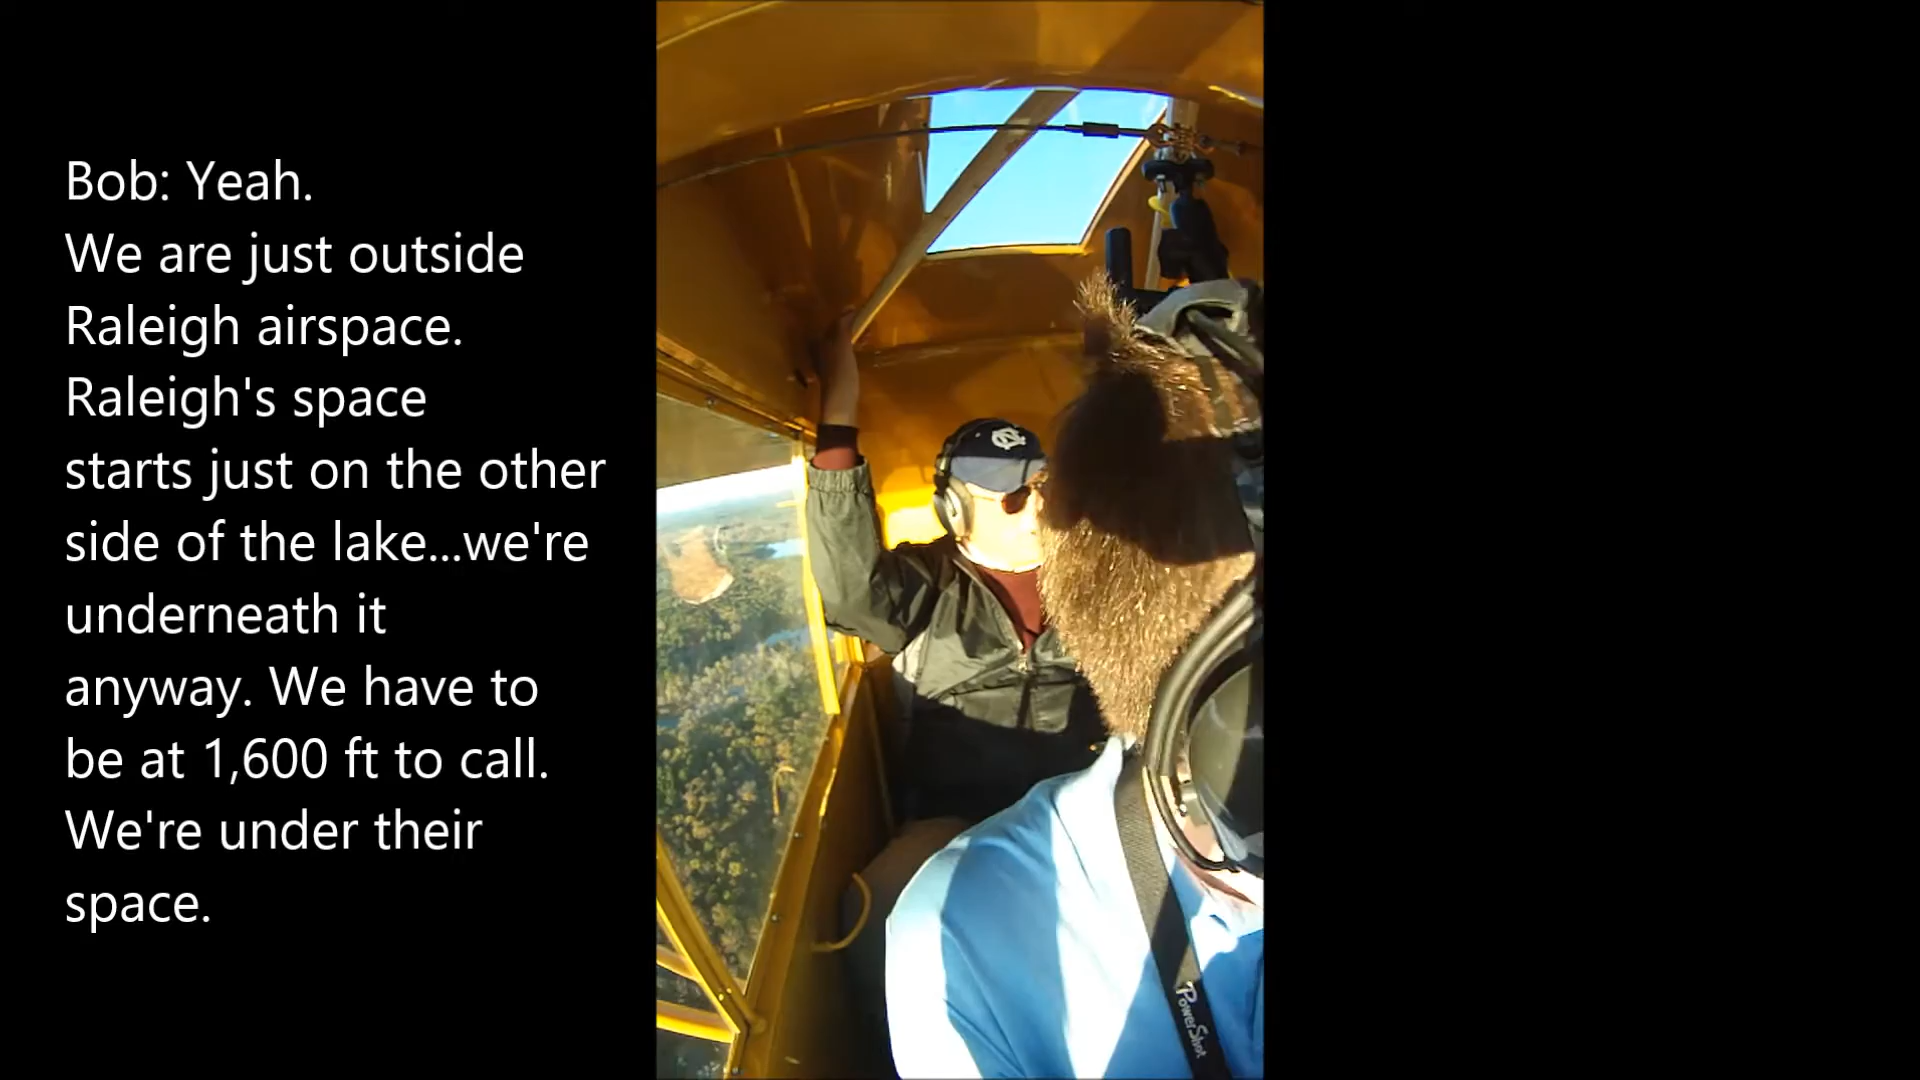 Bob: Yeah.
We are just outside
Raleigh airspace.
Raleigh's space
starts just on the other
side of the lake...we're
underneath it
anyway. We have to
be at 1,600 ft to call.
We're under their
space.
NC
PowerShot